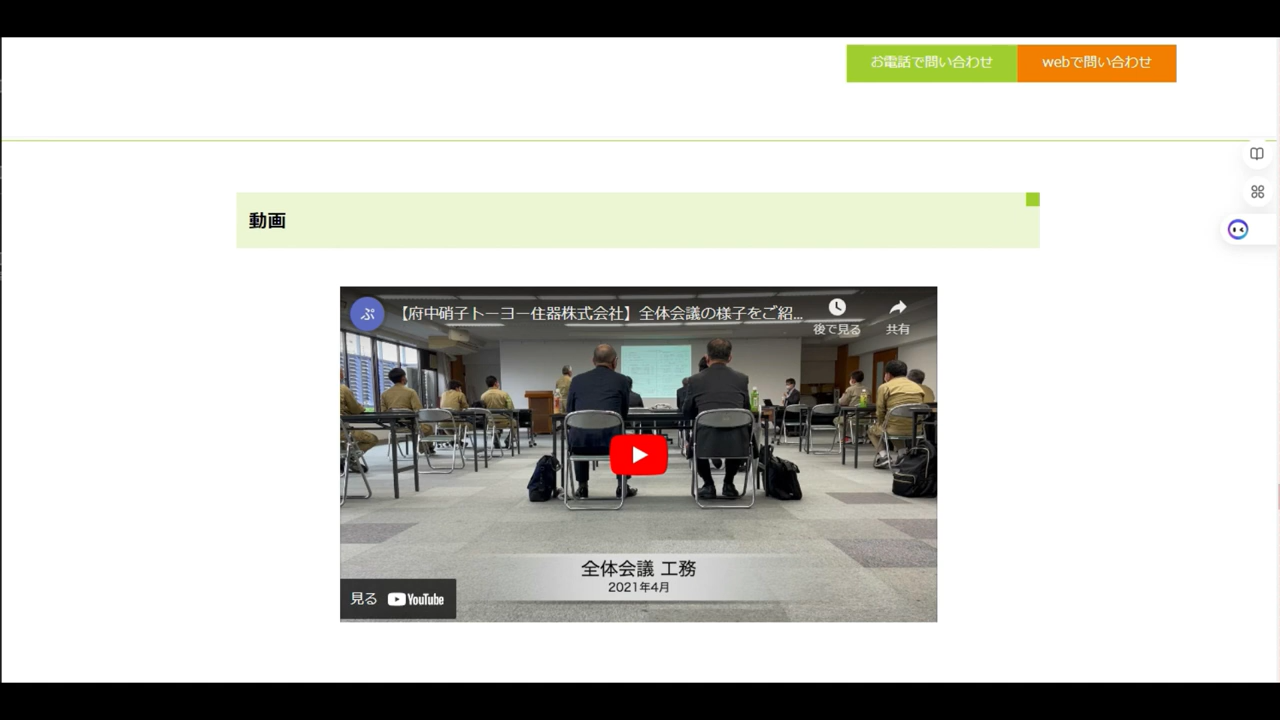 お電話で問い合わせ
webで問い合わせ
動画
ぷ
【府中硝子トーヨー住器株式会社】全体会議の様子をご紹...
後で見る
共有
全体会議 工務
2021年4月
見る YouTube